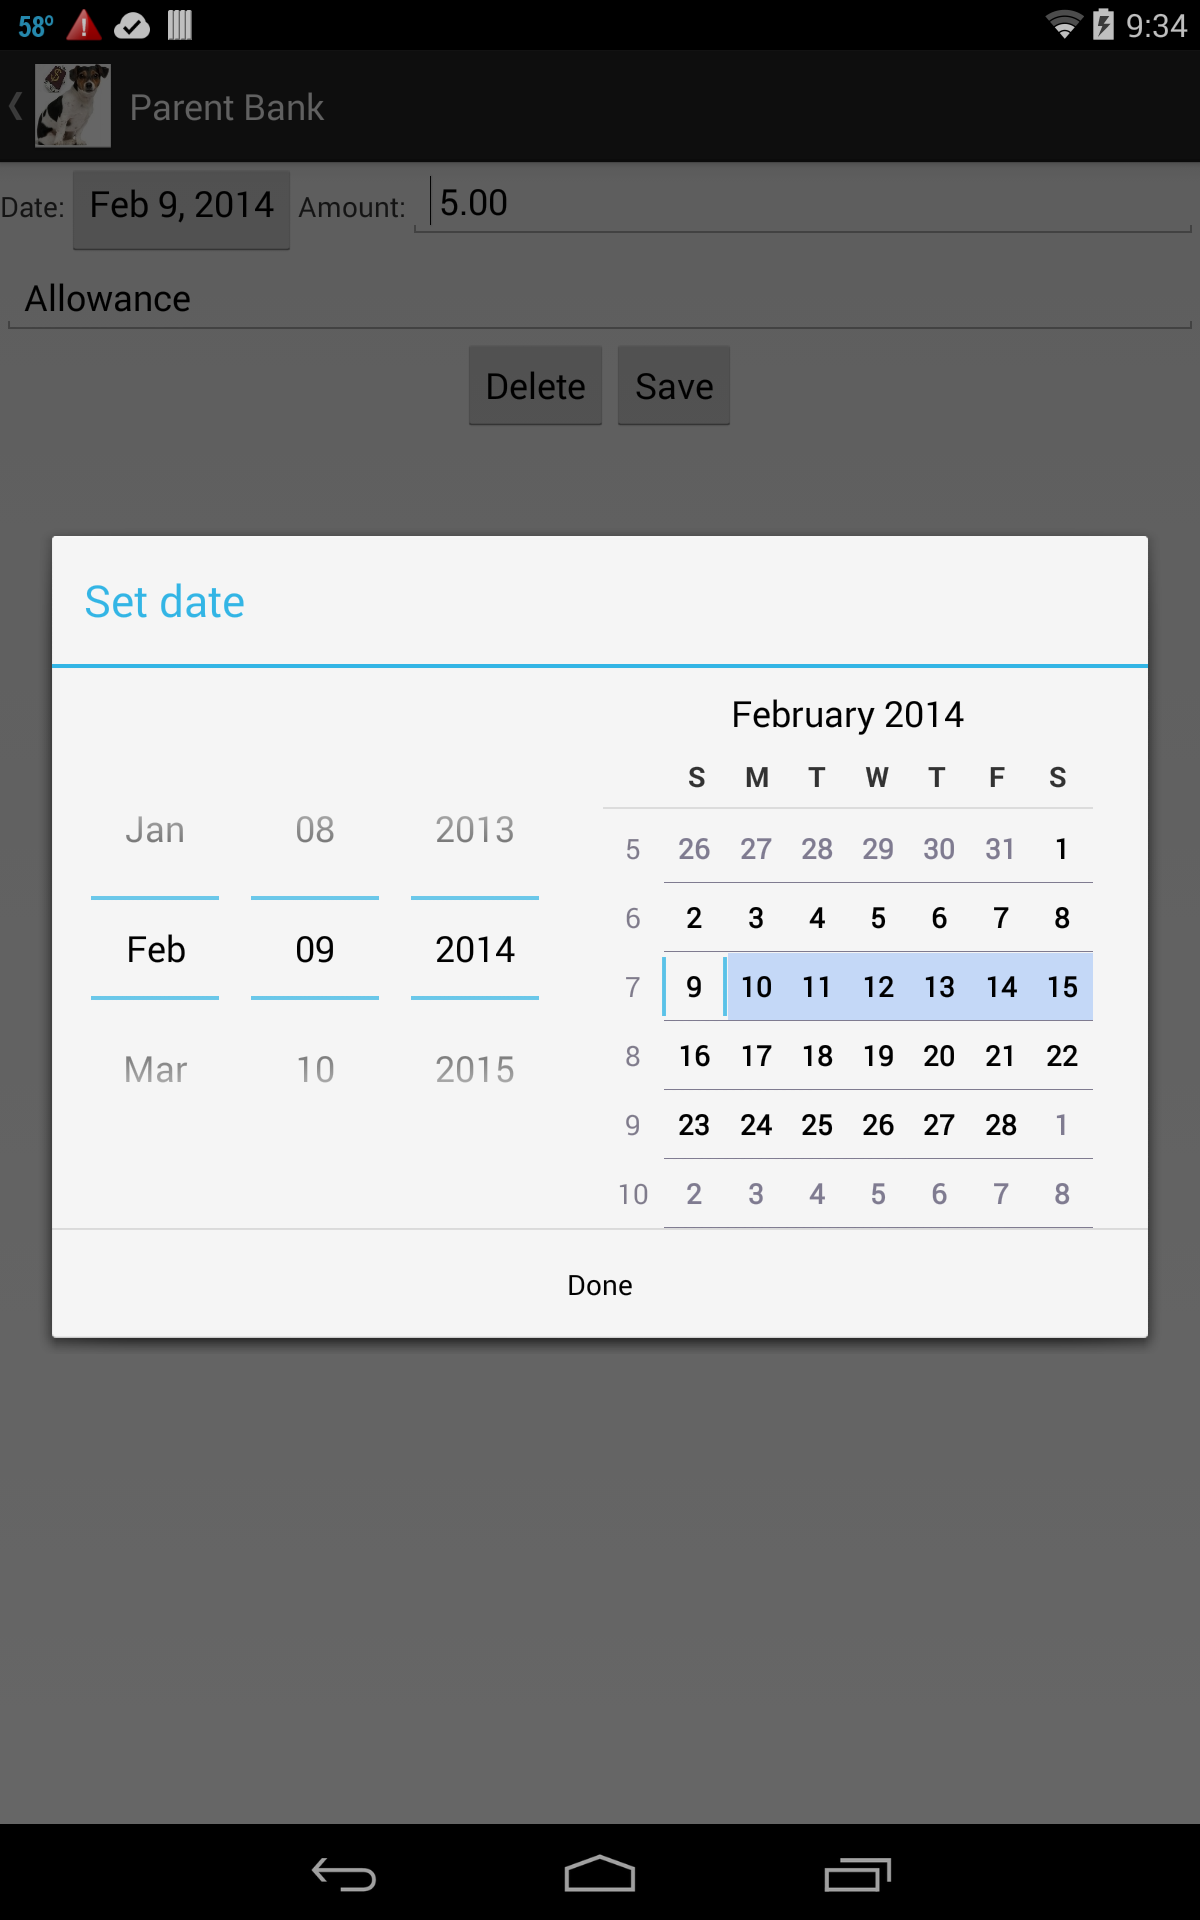 58° 9:34
Parent Bank
Date: Feb 9, 2014 Amount: 5.00
Allowance
Delete Save
Set date
February 2014
S M T W T F S
Jan 08 2013
5 26 27 28 29 30 31 1
6 2 3 4 5 6 7 8
Feb 09 2014
7 9 10 11 12 13 14 15
8 16 17 18 19 20 21 22
Mar 10 2015
9 23 24 25 26 27 28 1
10 2 3 4 5 6 7 8
Done